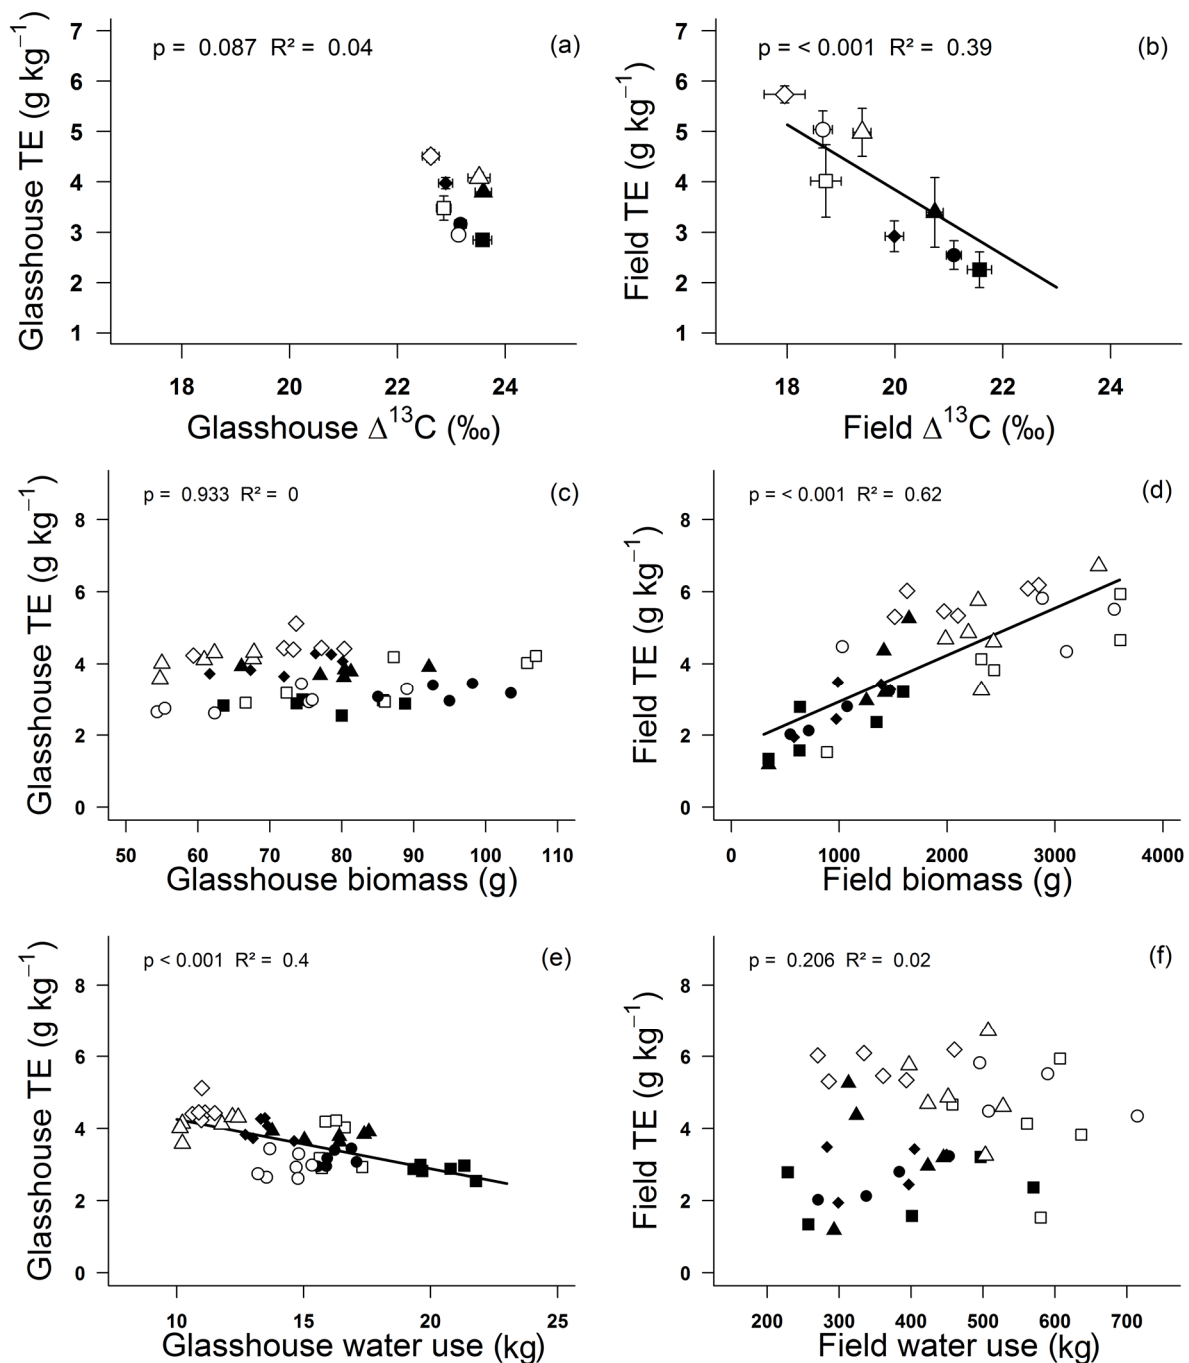 p = 0.087 R² = 0.04
(a)
Glasshouse TE (g kg⁻¹)
7
6
5
4
3
2
1
18 20 22 24
Glasshouse Δ¹³C (‰)
p = < 0.001 R² = 0.39
(b)
Field TE (g kg⁻¹)
7
6
5
4
3
2
1
18 20 22 24
Field Δ¹³C (‰)
p = 0.933 R² = 0
(c)
Glasshouse TE (g kg⁻¹)
8
6
4
2
0
50 60 70 80 90 100 110
Glasshouse biomass (g)
p = < 0.001 R² = 0.62
(d)
Field TE (g kg⁻¹)
8
6
4
2
0
0 1000 2000 3000 4000
Field biomass (g)
p < 0.001 R² = 0.4
(e)
Glasshouse TE (g kg⁻¹)
8
6
4
2
0
10 15 20 25
Glasshouse water use (kg)
p = 0.206 R² = 0.02
(f)
Field TE (g kg⁻¹)
8
6
4
2
0
200 300 400 500 600 700
Field water use (kg)